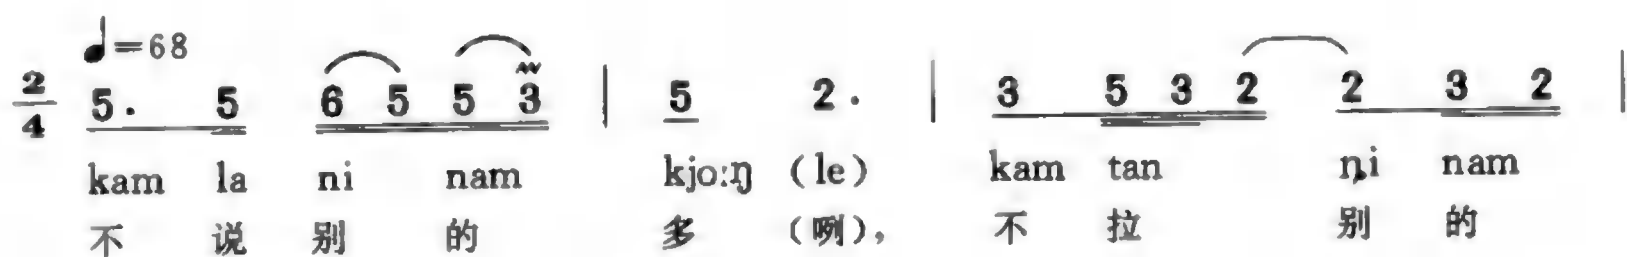 ♩=68
2/4 5. 5 6 5 5 3 | 5 2. | 3 5 3 2 2 3 2 |
kam la ni nam kjo:ŋ (le) kam tan ṇi nam
不 说 别 的 多 (咧), 不 拉 别 的